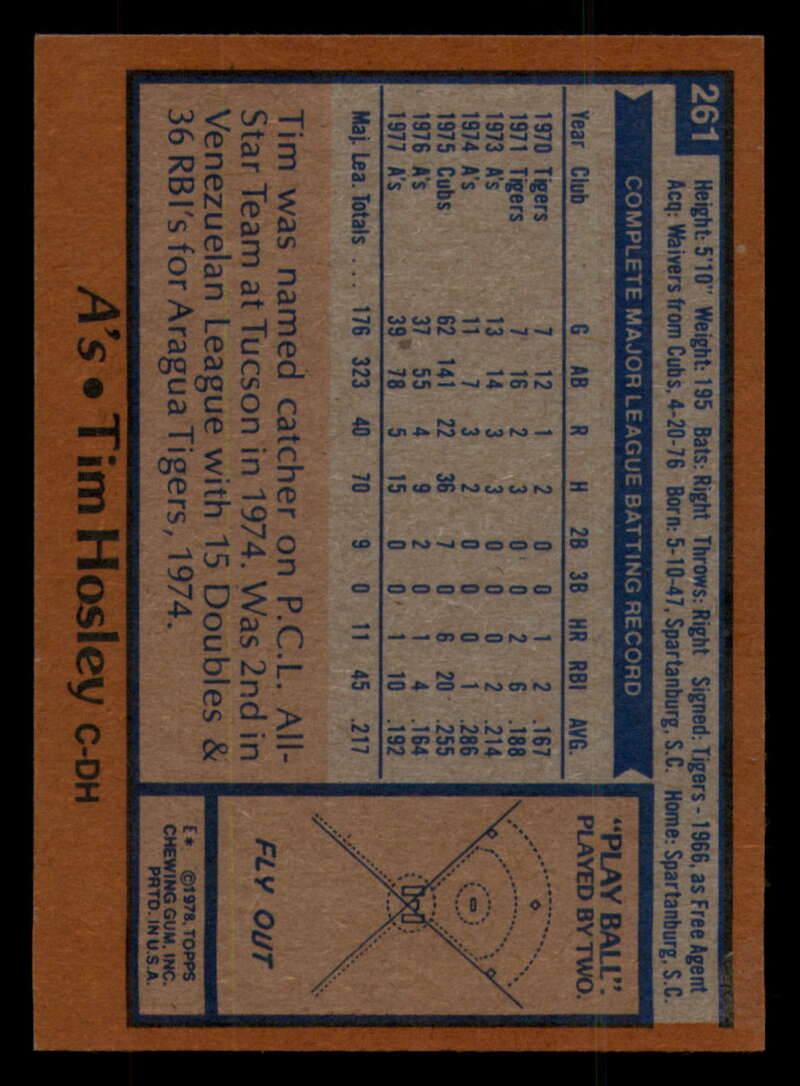 261
Height: 5'10" Weight: 195 Bats: Right Throws: Right Signed: Tigers - 1966, as Free Agent
Acq: Waivers from Cubs, 4-20-76 Born: 5-10-47, Spartanburg, S.C. Home: Spartanburg, S.C.
COMPLETE MAJOR LEAGUE BATTING RECORD
Year Club G AB R H 2B 3B HR RBI AVG.
1970 Tigers 7 12 1 2 0 0 1 2 .167
1971 Tigers 7 16 2 3 0 0 2 6 .188
1973 A's 13 14 3 3 0 0 0 2 .214
1974 A's 11 7 3 2 0 0 0 1 .286
1975 Cubs 62 141 22 36 7 0 6 20 .255
1976 A's 37 55 4 9 2 0 1 4 .164
1977 A's 39 78 5 15 0 0 1 10 .192
Maj. Lea. Totals ... 176 323 40 70 9 0 11 45 .217
Tim was named catcher on P.C.L. All-
Star Team at Tucson in 1974. Was 2nd in
Venezuelan League with 15 Doubles &
36 RBI's for Aragua Tigers, 1974.
"PLAY BALL"
PLAYED BY TWO.
FLY OUT
E* ©1978, TOPPS
CHEWING GUM, INC.
PRTD. IN U.S.A.
A's • Tim Hosley C-DH